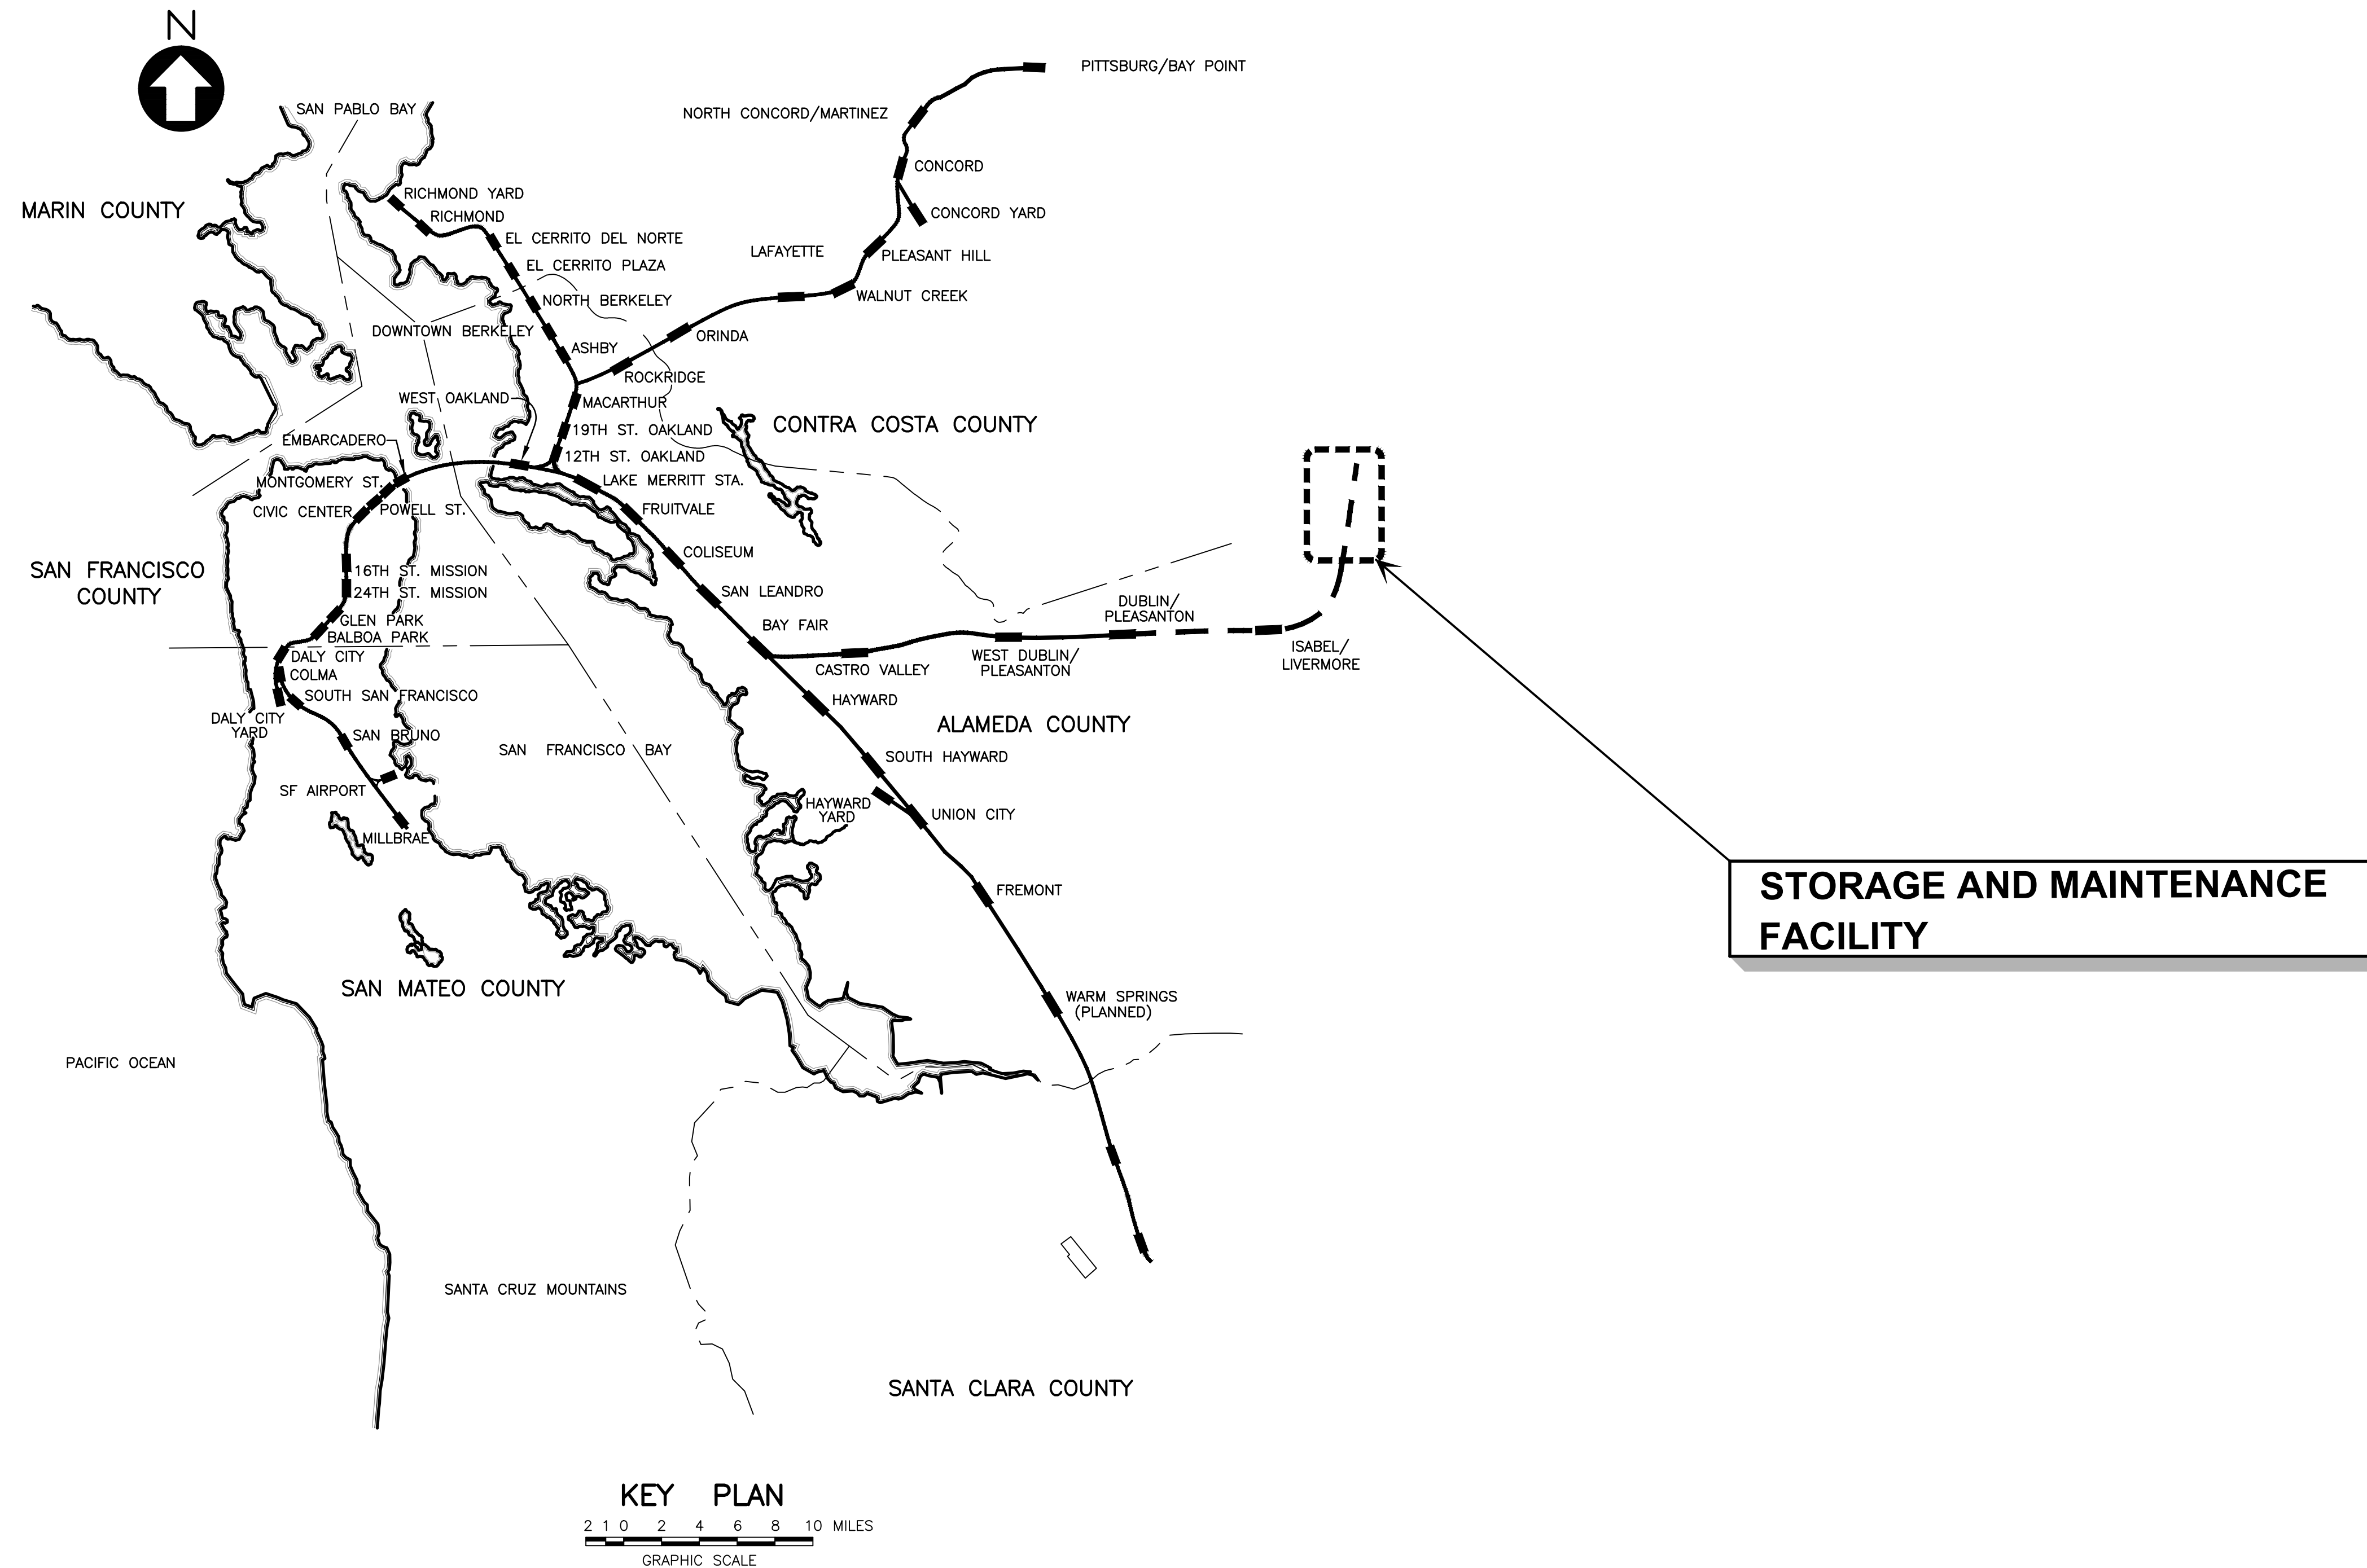 N
SAN PABLO BAY
MARIN COUNTY
RICHMOND YARD
RICHMOND
EL CERRITO DEL NORTE
EL CERRITO PLAZA
NORTH BERKELEY
DOWNTOWN BERKELEY
ASHBY
PITTSBURG/BAY POINT
NORTH CONCORD/MARTINEZ
CONCORD
CONCORD YARD
LAFAYETTE
PLEASANT HILL
WALNUT CREEK
ORINDA
ROCKRIDGE
WEST OAKLAND
MACARTHUR
19TH ST. OAKLAND
12TH ST. OAKLAND
CONTRA COSTA COUNTY
EMBARCADERO
MONTGOMERY ST.
CIVIC CENTER
POWELL ST.
LAKE MERRITT STA.
FRUITVALE
COLISEUM
SAN LEANDRO
BAY FAIR
SAN FRANCISCO
COUNTY
16TH ST. MISSION
24TH ST. MISSION
GLEN PARK
BALBOA PARK
DALY CITY
COLMA
SOUTH SAN FRANCISCO
DALY CITY
YARD
SAN BRUNO
SF AIRPORT
MILLBRAE
SAN FRANCISCO BAY
CASTRO VALLEY
WEST DUBLIN/
PLEASANTON
DUBLIN/
PLEASANTON
ISABEL/
LIVERMORE
HAYWARD
ALAMEDA COUNTY
SOUTH HAYWARD
HAYWARD
YARD
UNION CITY
FREMONT
STORAGE AND MAINTENANCE
FACILITY
SAN MATEO COUNTY
WARM SPRINGS
(PLANNED)
PACIFIC OCEAN
SANTA CRUZ MOUNTAINS
SANTA CLARA COUNTY
KEY PLAN
2 1 0 2 4 6 8 10 MILES
GRAPHIC SCALE